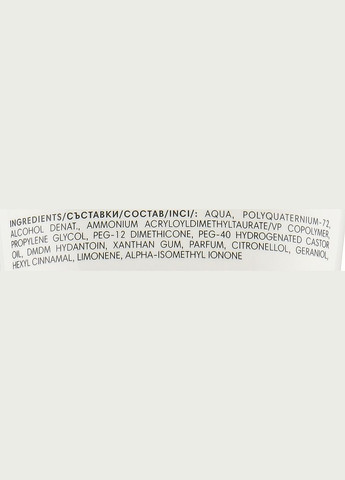 INGREDIENTS/СЪСТАВКИ/СОСТАВ/INCI/: AQUA, POLYQUATERNIUM-72,
ALCOHOL DENAT., AMMONIUM ACRYLOYLDIMETHYLTAURATE/VP COPOLYMER,
PROPYLENE GLYCOL, PEG-12 DIMETHICONE, PEG-40 HYDROGENATED CASTOR
OIL, DMDM HYDANTOIN, XANTHAN GUM, PARFUM, CITRONELLOL, GERANIOL,
HEXYL CINNAMAL, LIMONENE, ALPHA-ISOMETHYL IONONE